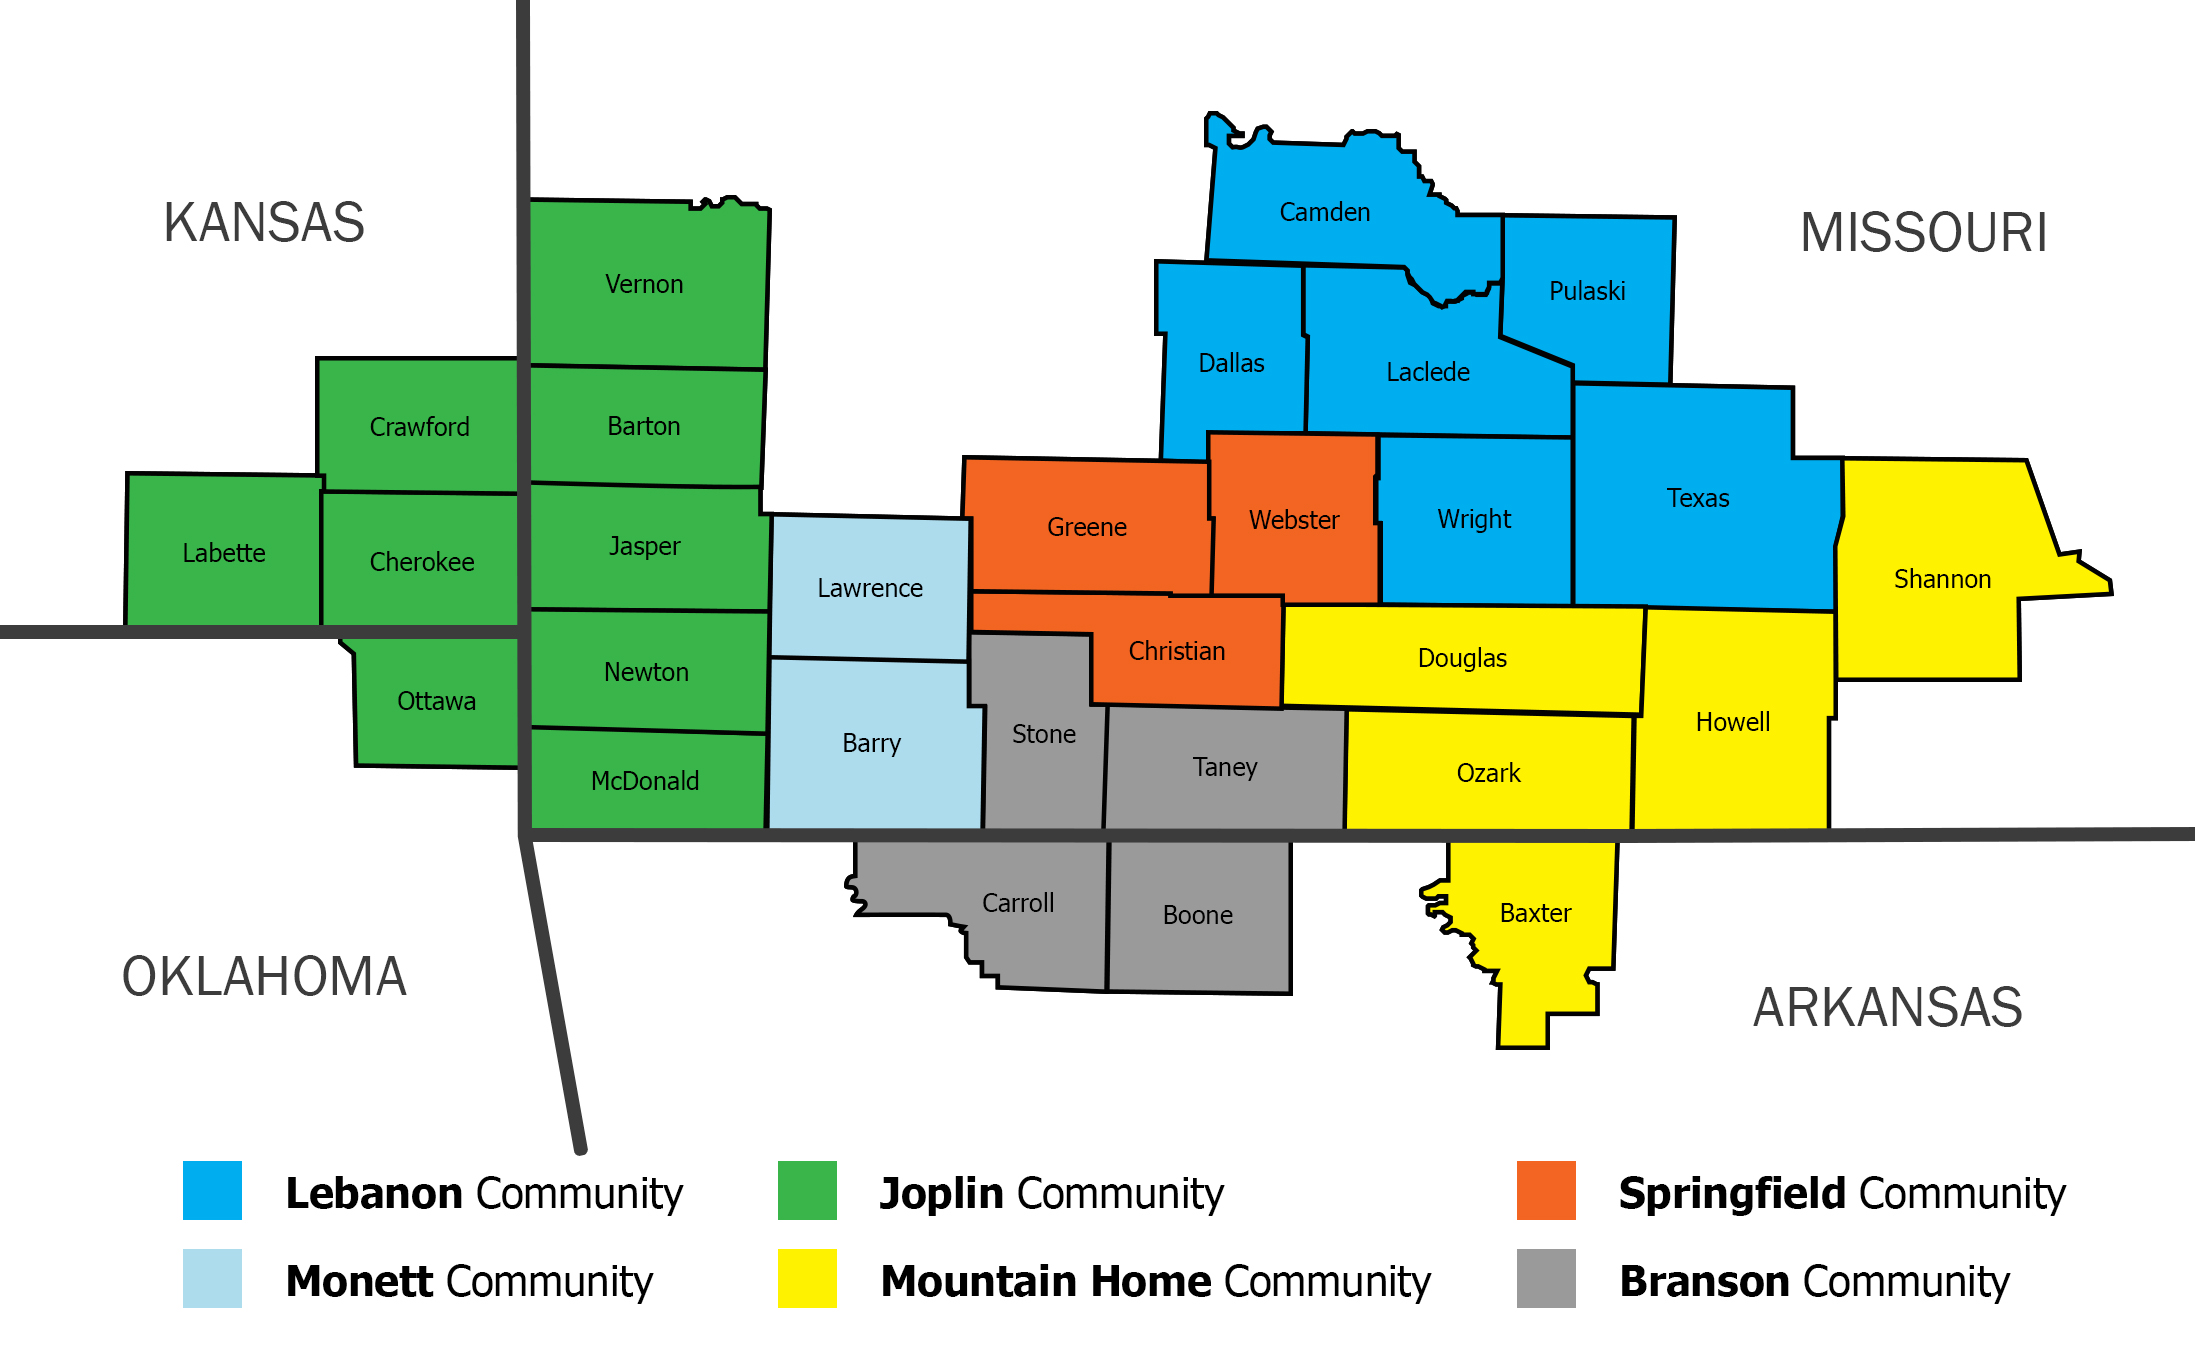 KANSAS
MISSOURI
Camden
Vernon
Pulaski
Dallas
Laclede
Crawford
Barton
Texas
Greene
Webster
Wright
Labette
Cherokee
Jasper
Lawrence
Shannon
Christian
Douglas
Newton
Ottawa
Howell
Stone
Barry
Taney
Ozark
McDonald
Carroll
Boone
Baxter
OKLAHOMA
ARKANSAS
Lebanon Community
Joplin Community
Springfield Community
Monett Community
Mountain Home Community
Branson Community